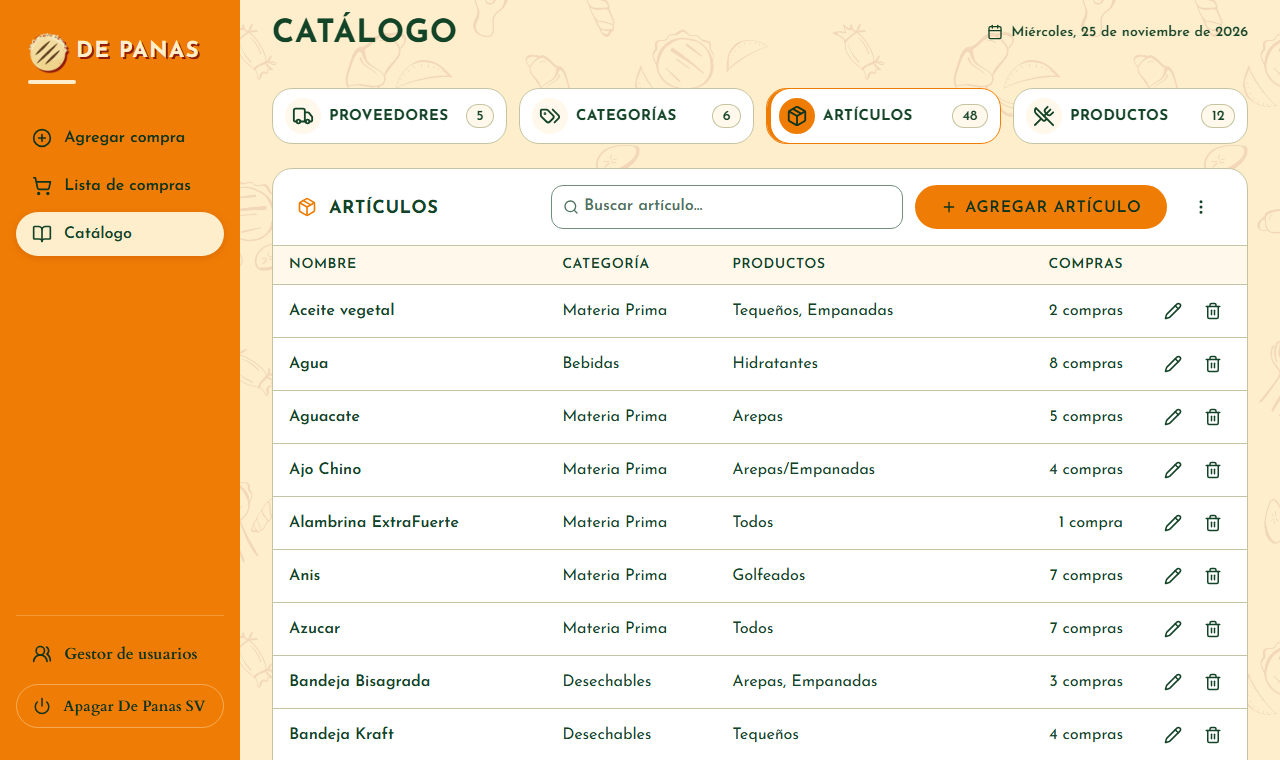 DE PANAS
Agregar compra
Lista de compras
Catálogo
Gestor de usuarios
Apagar De Panas SV
CATÁLOGO
Miércoles, 25 de noviembre de 2026
PROVEEDORES 5
CATEGORÍAS 6
ARTÍCULOS 48
PRODUCTOS 12
ARTÍCULOS
Buscar artículo...
+ AGREGAR ARTÍCULO
NOMBRE CATEGORÍA PRODUCTOS COMPRAS
Aceite vegetal Materia Prima Tequeños, Empanadas 2 compras
Agua Bebidas Hidratantes 8 compras
Aguacate Materia Prima Arepas 5 compras
Ajo Chino Materia Prima Arepas/Empanadas 4 compras
Alambrina ExtraFuerte Materia Prima Todos 1 compra
Anis Materia Prima Golfeados 7 compras
Azucar Materia Prima Todos 7 compras
Bandeja Bisagrada Desechables Arepas, Empanadas 3 compras
Bandeja Kraft Desechables Tequeños 4 compras